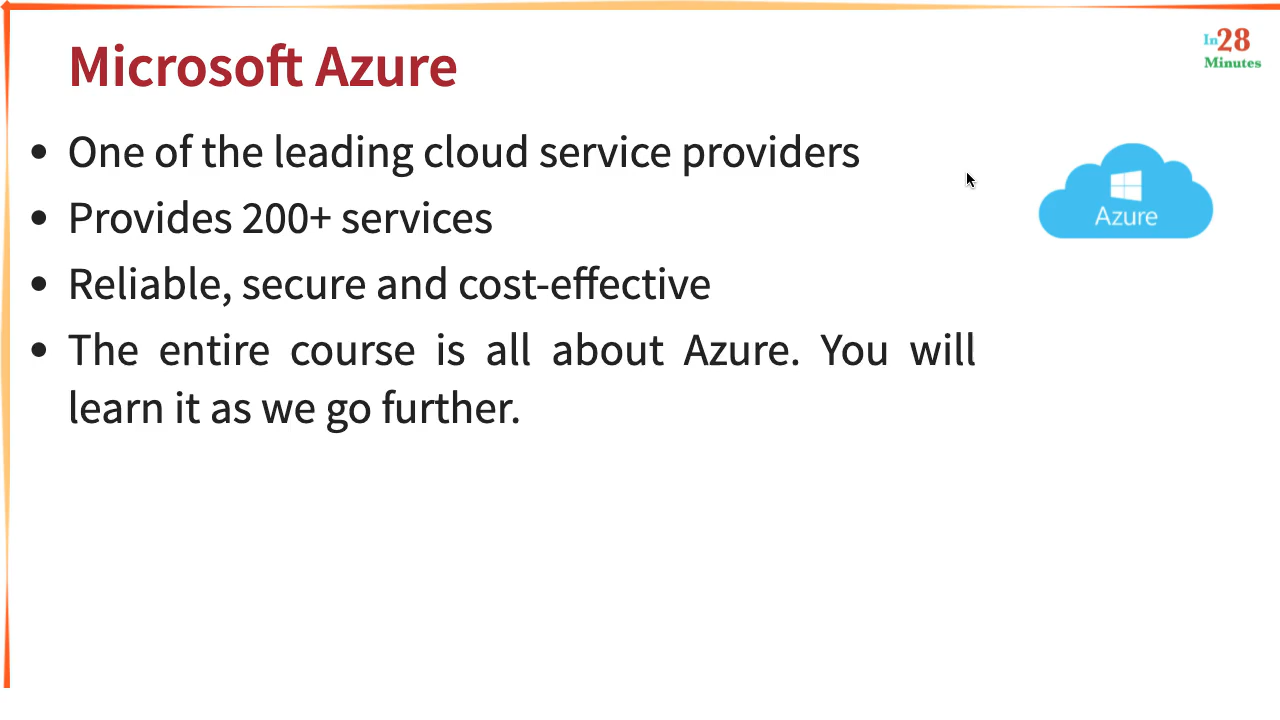 Microsoft Azure
In28
Minutes
One of the leading cloud service providers
Provides 200+ services
Reliable, secure and cost-effective
The entire course is all about Azure. You will
learn it as we go further.
Azure